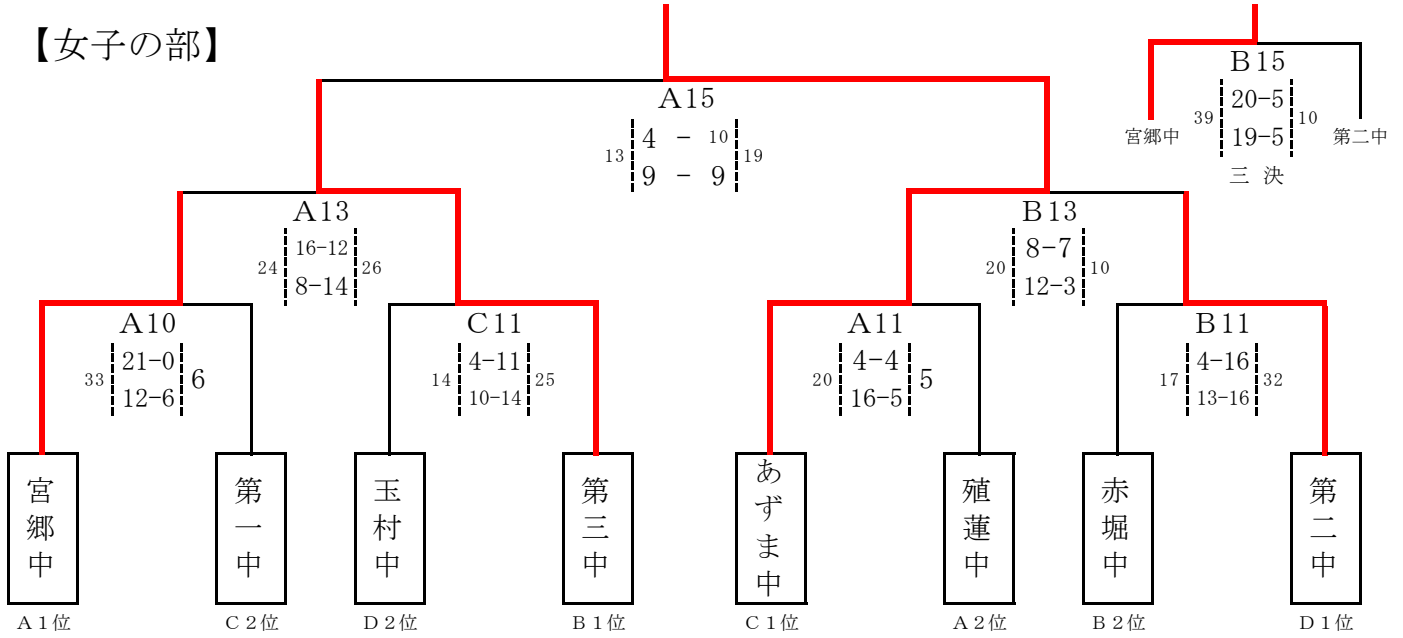 【女子の部】
A15
13 4 － 10 19
9 － 9
B15
39 20-5 10
19-5
宮郷中 第二中
三 決
A13
24 16-12 26
8-14
B13
20 8-7 10
12-3
A10
33 21-0 6
12-6
C11
14 4-11 25
10-14
A11
20 4-4 5
16-5
B11
17 4-16 32
13-16
宮郷中
第一中
玉村中
第三中
あずま中
殖蓮中
赤堀中
第二中
A１位 C２位 D２位 B１位 C１位 A２位 B２位 D１位